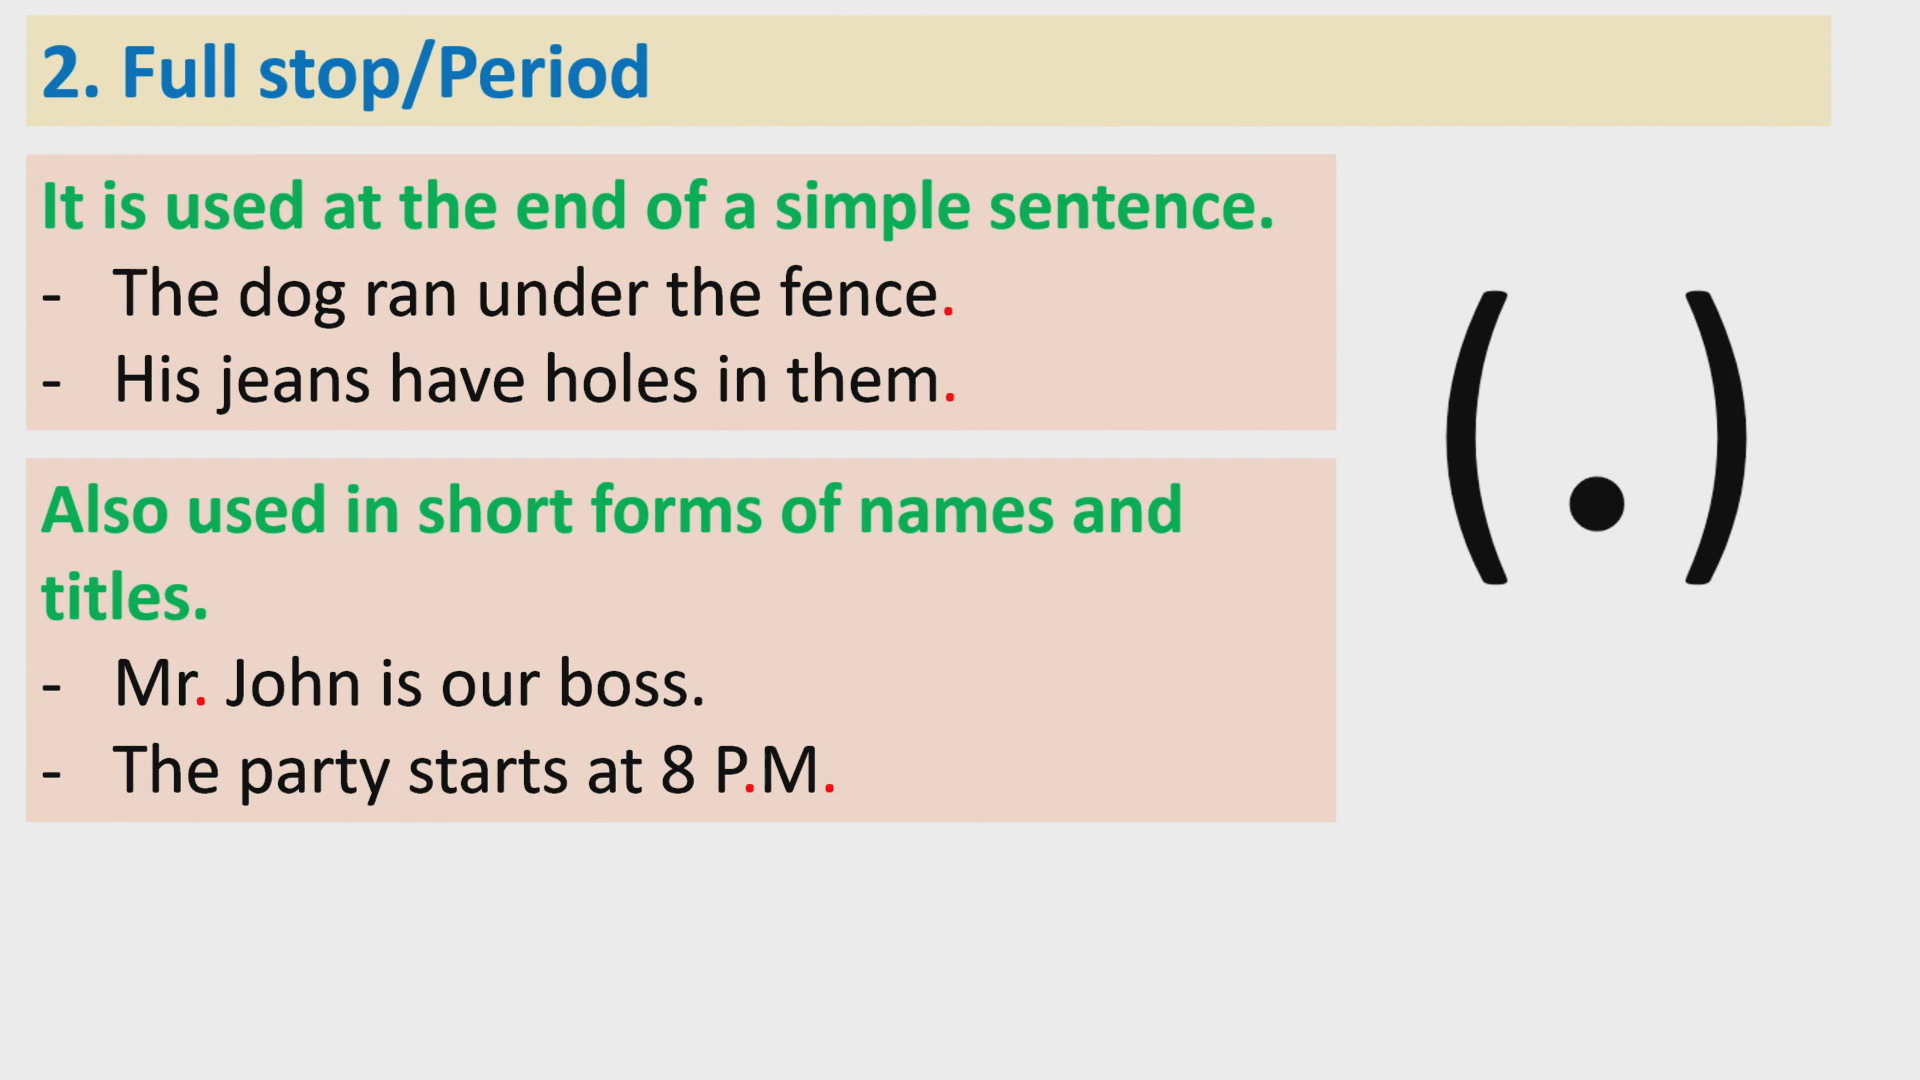 2. Full stop/Period
It is used at the end of a simple sentence.
- The dog ran under the fence.
- His jeans have holes in them.
Also used in short forms of names and
titles.
- Mr. John is our boss.
- The party starts at 8 P.M.
(.)